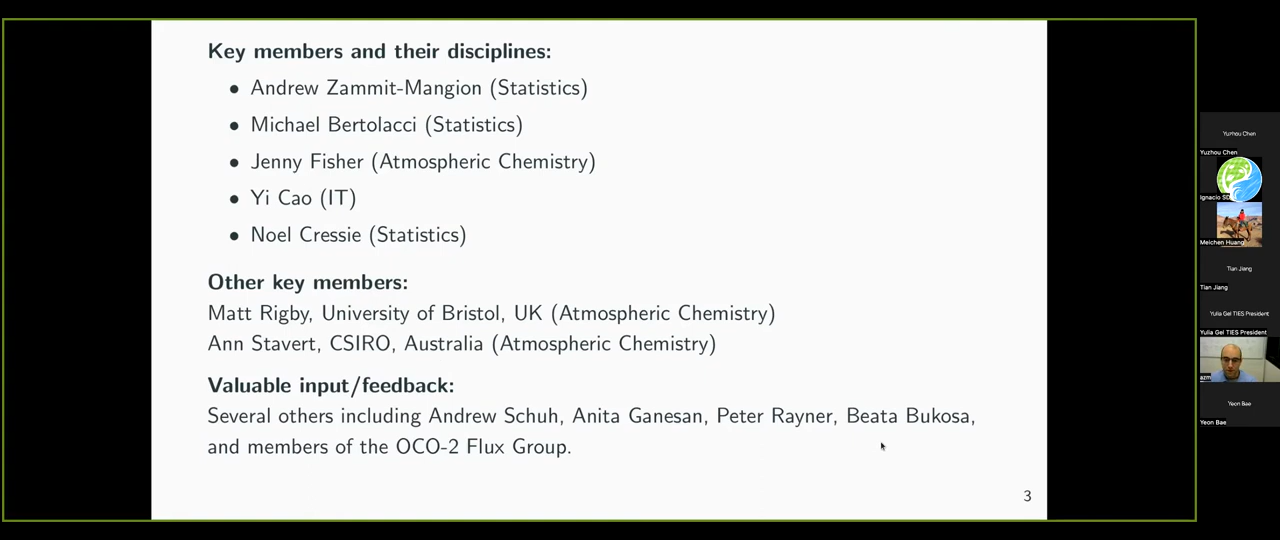 Key members and their disciplines:
• Andrew Zammit-Mangion (Statistics)
• Michael Bertolacci (Statistics)
• Jenny Fisher (Atmospheric Chemistry)
• Yi Cao (IT)
• Noel Cressie (Statistics)
Other key members:
Matt Rigby, University of Bristol, UK (Atmospheric Chemistry)
Ann Stavert, CSIRO, Australia (Atmospheric Chemistry)
Valuable input/feedback:
Several others including Andrew Schuh, Anita Ganesan, Peter Rayner, Beata Bukosa,
and members of the OCO-2 Flux Group.
3
Yuzhou Chen
Yuzhou Chen
Ignacio SD
Meichen Huang
Tian Jiang
Tian Jiang
Yulia Gel TIES President
Yulia Gel TIES President
azm
Yeon Bae
Yeon Bae